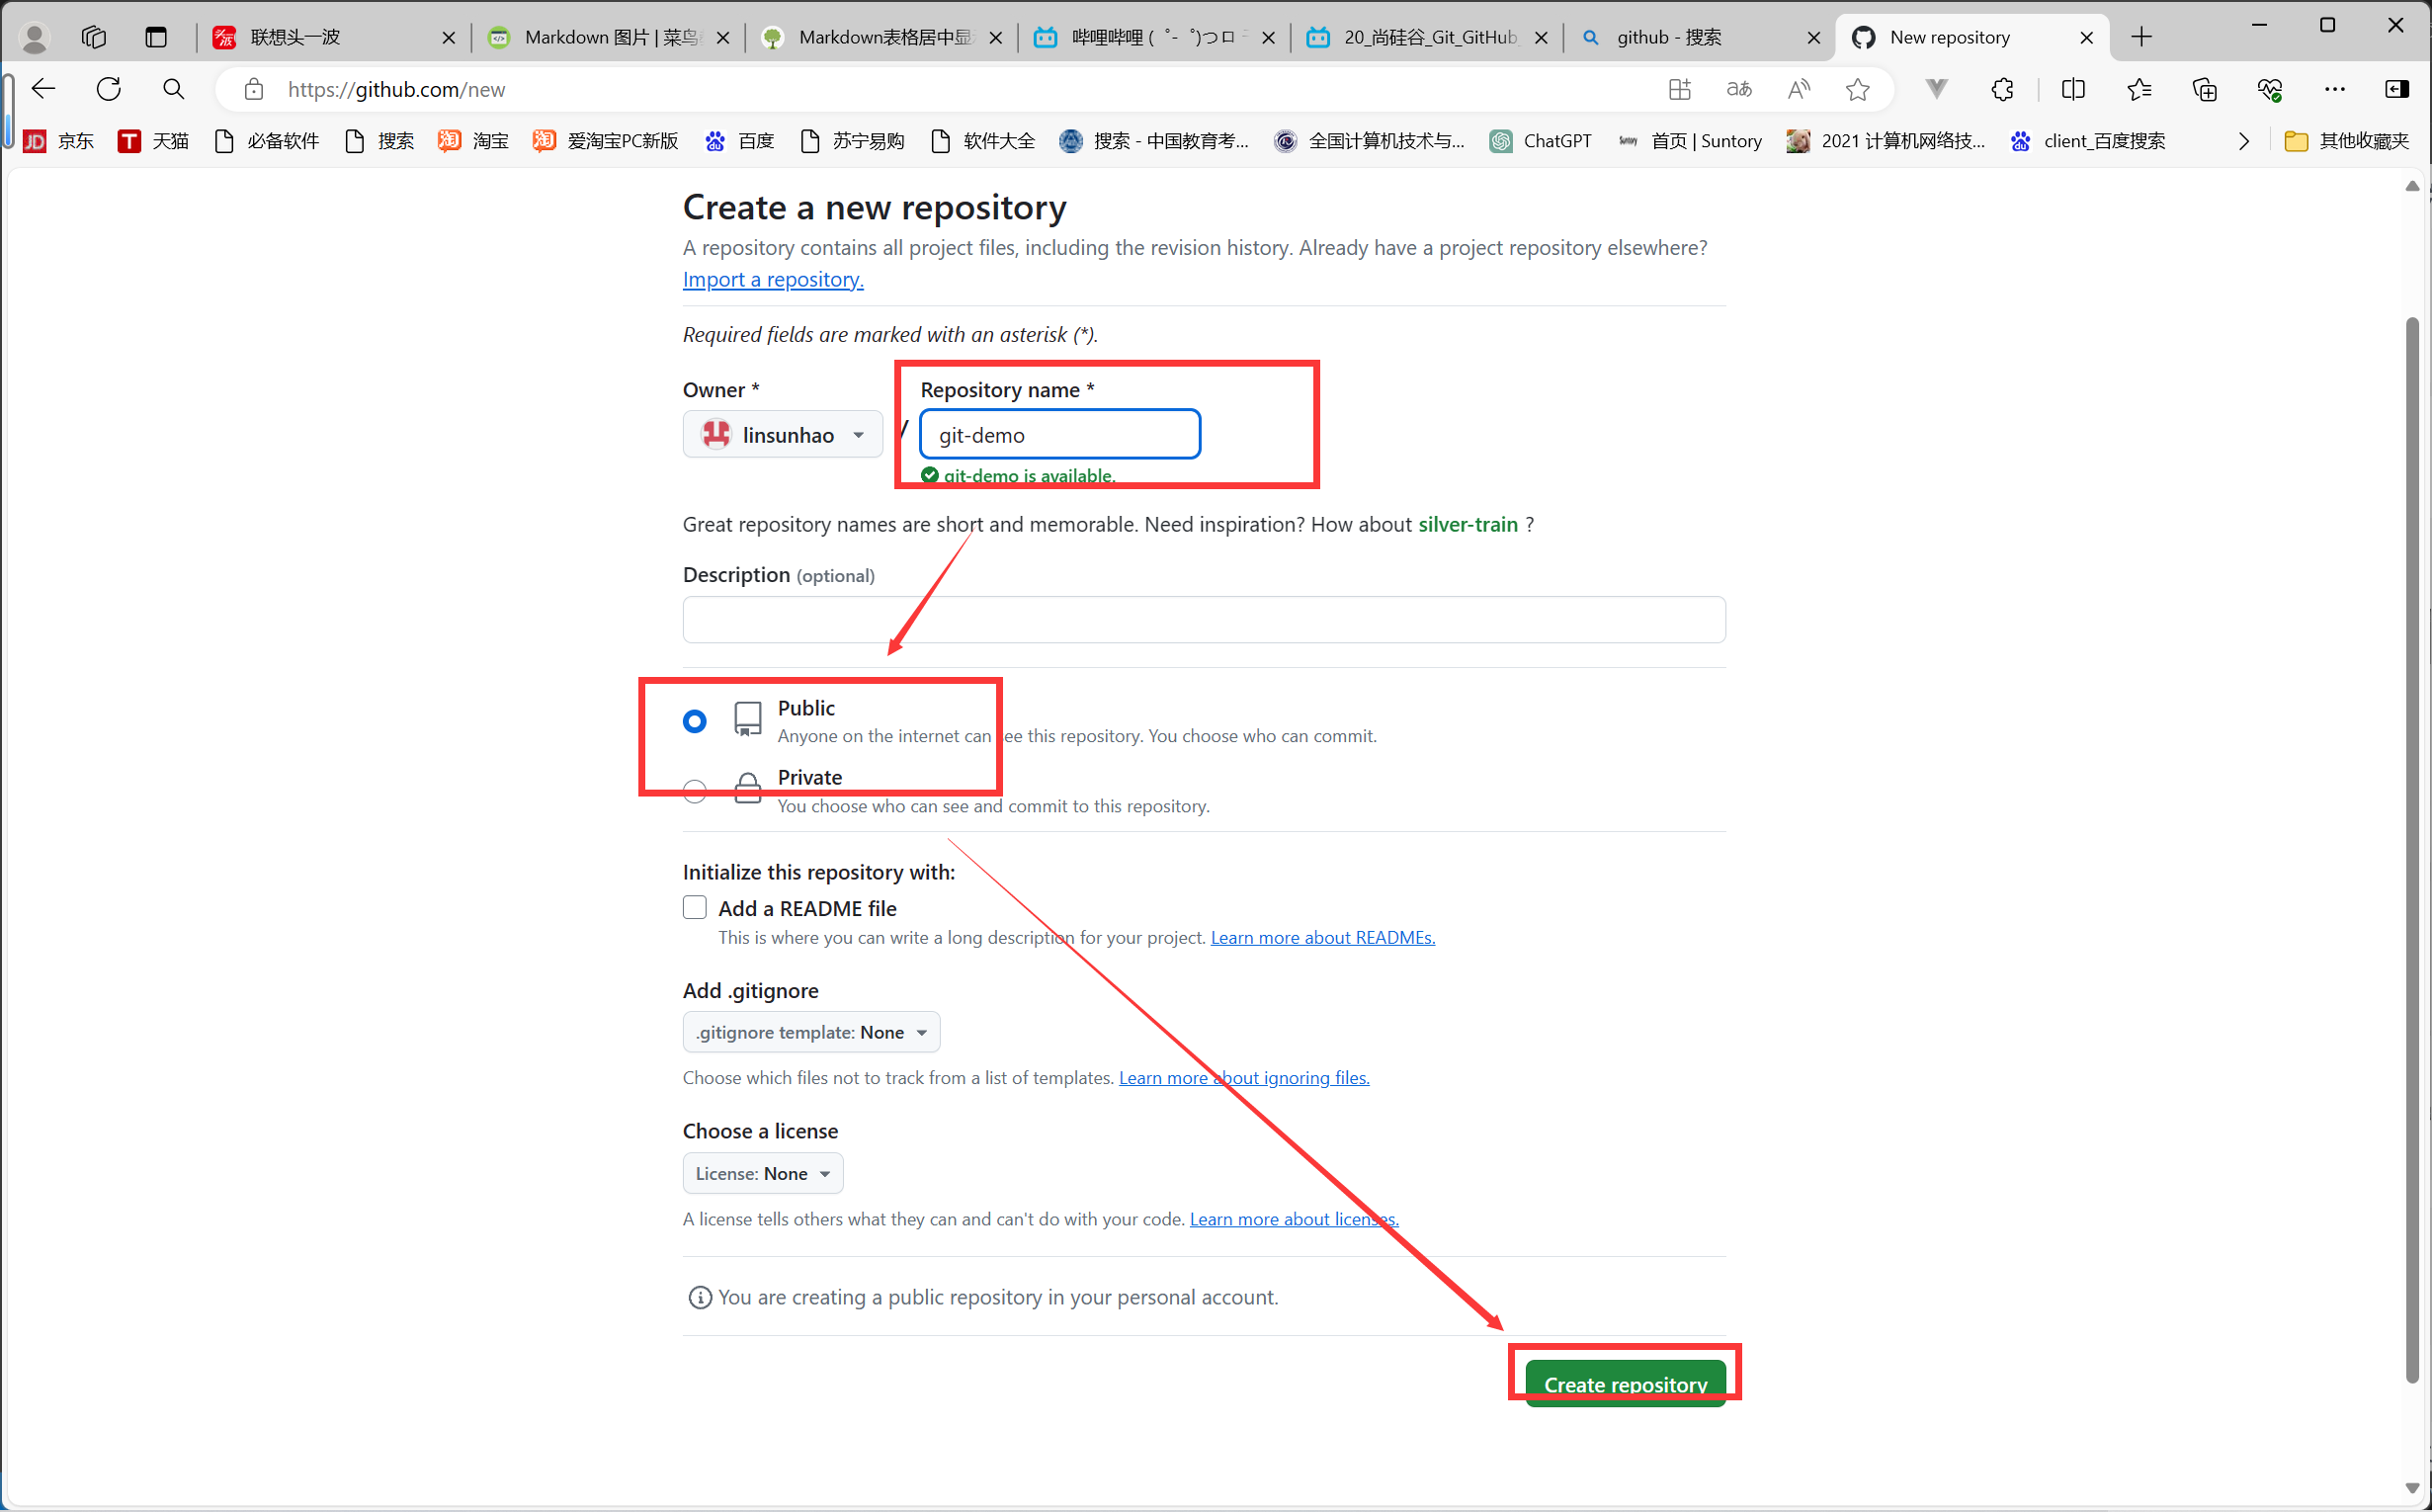 联想头一波
Markdown 图片 | 菜鸟
Markdown表格居中显
哔哩哔哩 ( ゜- ゜)つロ
20_尚硅谷_Git_GitHub_
github - 搜索
New repository
https://github.com/new
京东
天猫
必备软件
搜索
淘宝
爱淘宝PC新版
百度
苏宁易购
软件大全
搜索 - 中国教育考...
全国计算机技术与...
ChatGPT
首页 | Suntory
2021 计算机网络技...
client_百度搜索
其他收藏夹
Create a new repository
A repository contains all project files, including the revision history. Already have a project repository elsewhere?
Import a repository.
Required fields are marked with an asterisk (*).
Owner *
Repository name *
linsunhao
/
git-demo
git-demo is available.
Great repository names are short and memorable. Need inspiration? How about silver-train ?
Description (optional)
Public
Anyone on the internet can see this repository. You choose who can commit.
Private
You choose who can see and commit to this repository.
Initialize this repository with:
Add a README file
This is where you can write a long description for your project. Learn more about READMEs.
Add .gitignore
.gitignore template: None
Choose which files not to track from a list of templates. Learn more about ignoring files.
Choose a license
License: None
A license tells others what they can and can't do with your code. Learn more about licenses.
You are creating a public repository in your personal account.
Create repository